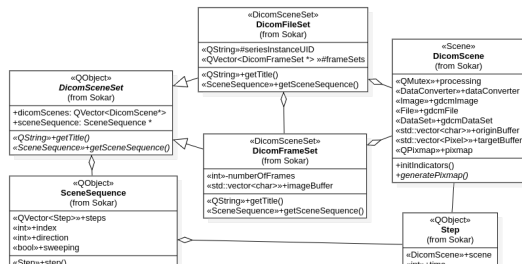 «DicomSceneSet»
DicomFileSet
(from Sokar)
«QString»#seriesInstanceUID
«QVector<DicomFrameSet *>»#frameSets
«QString»+getTitle()
«SceneSequence»+getSceneSequence()
«Scene»
DicomScene
(from Sokar)
«QMutex»+processing
«DataConverter»+dataConverter
«Image»+gdcmImage
«File»+gdcmFile
«DataSet»+gdcmDataSet
«std::vector<char»+originBuffer
«std::vector<Pixel»+targetBuffer
«QPixmap»+pixmap
+initIndicators()
+generatePixmap()
«QObject»
DicomSceneSet
(from Sokar)
+dicomScenes: QVector<DicomScene*>
+sceneSequence: SceneSequence *
«QString»+getTitle()
«SceneSequence»+getSceneSequence()
«DicomSceneSet»
DicomFrameSet
(from Sokar)
«int»-numberOfFrames
«std::vector<char»+imageBuffer
«QString»+getTitle()
«SceneSequence»+getSceneSequence()
«QObject»
SceneSequence
(from Sokar)
«QVector<Step»+steps
«int»+index
«int»+direction
«bool»+sweeping
«Step»+step()
«QObject»
Step
(from Sokar)
«DicomScene»+scene
«int»+time